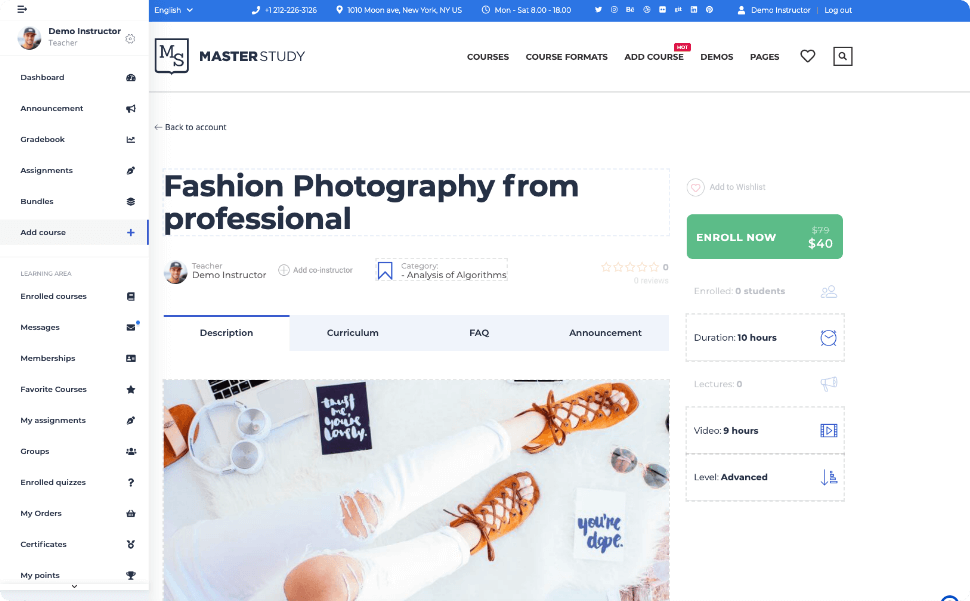 English
+1 212-226-3126
1010 Moon ave, New York, NY US
Mon - Sat 8.00 - 18.00
Demo Instructor | Log out
Demo Instructor
Teacher
MS
MASTERSTUDY
COURSES
COURSE FORMATS
ADD COURSE
HOT
DEMOS
PAGES
Dashboard
Announcement
Gradebook
Assignments
Bundles
Add course
LEARNING AREA
Enrolled courses
Messages
Memberships
Favorite Courses
My assignments
Groups
Enrolled quizzes
My Orders
Certificates
My points
Back to account
Fashion Photography from
professional
Teacher
Demo Instructor
Add co-instructor
Category:
- Analysis of Algorithms
0
0 reviews
Description
Curriculum
FAQ
Announcement
trust
me,
you're
lovely.
you're
dope.
Add to Wishlist
ENROLL NOW
$79
$40
Enrolled: 0 students
Duration: 10 hours
Lectures: 0
Video: 9 hours
Level: Advanced